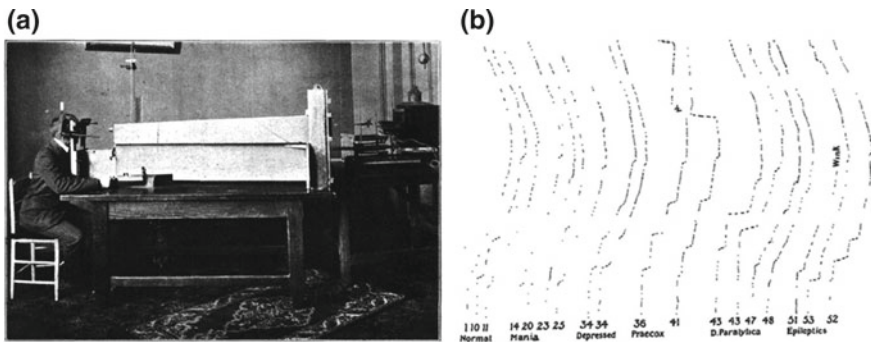 (a)
(b)
Wink
1 10 11 14 20 23 25 34 34 36 41 43 43 47 48 51 53 52
Normal Mania Depressed Praecox D.Paralytica Epileptics